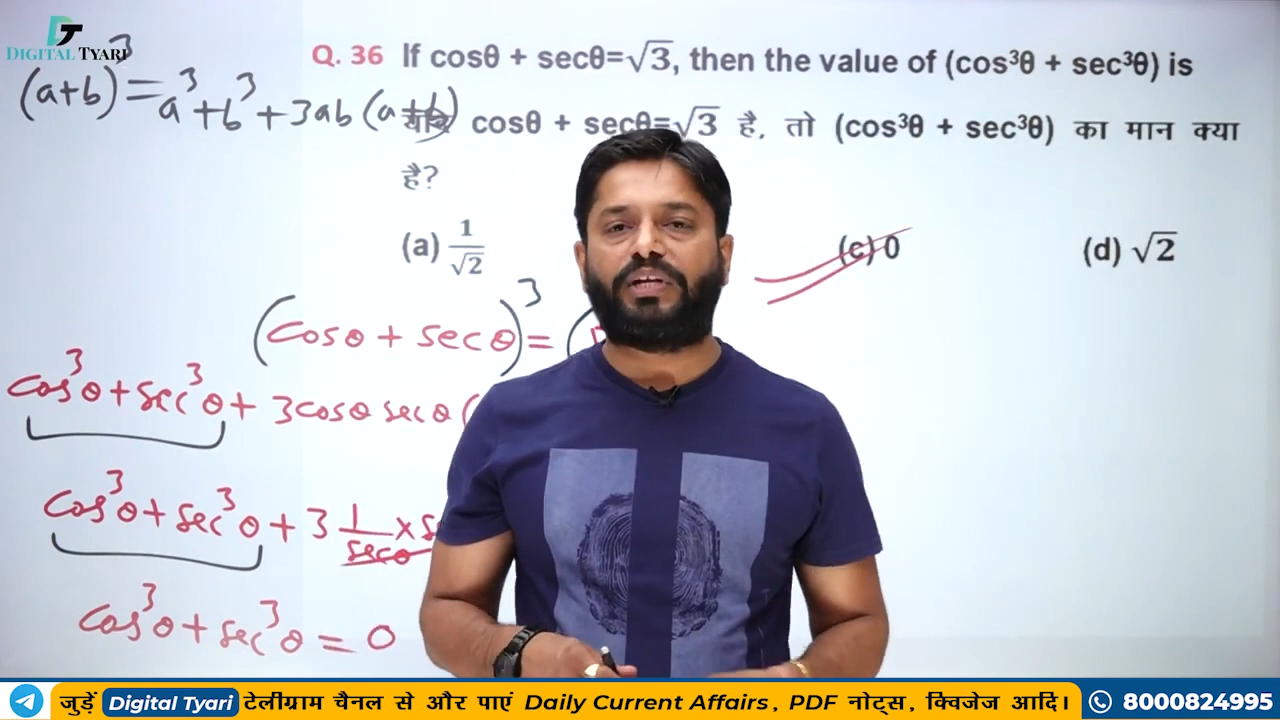 DT
DIGITAL TYARI
(a+b)³=a³+b³+3ab(a+b)
Q. 36 If cosθ + secθ=√3, then the value of (cos³θ + sec³θ) is
यदि cosθ + secθ=√3 है, तो (cos³θ + sec³θ) का मान क्या
है?
(a) 1/√2
(c) 0
(d) √2
(cosθ + secθ)³ = (
cos³θ + sec³θ + 3cosθ secθ (
cos³θ + sec³θ + 3 1/secθ ×
cos³θ + sec³θ = 0
जुड़ें Digital Tyari टेलीग्राम चैनल से और पाएं Daily Current Affairs, PDF नोट्स, क्विजेज आदि। 8000824995